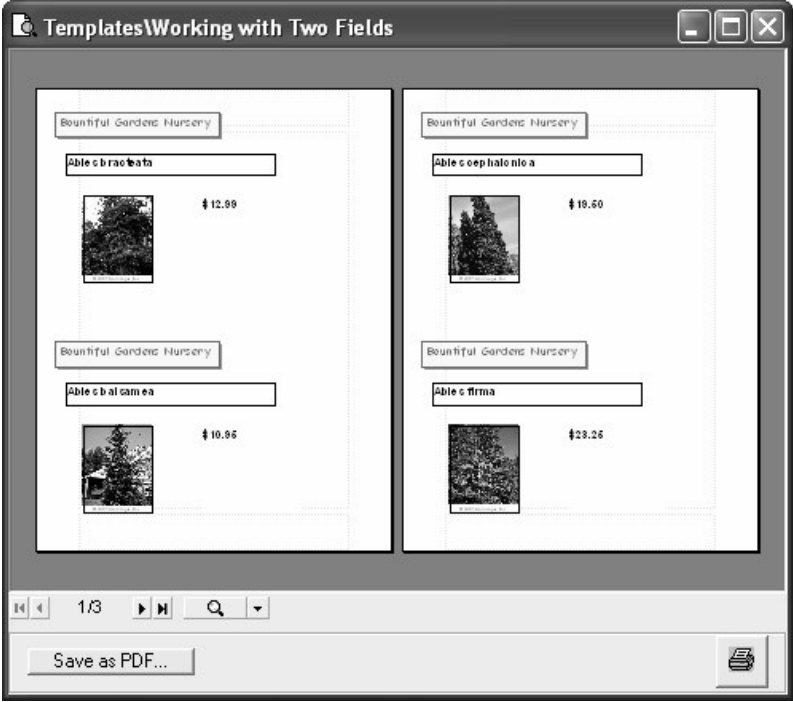 Templates\Working with Two Fields
Bountiful Gardens Nursery
Abies bracteata
$12.99
Bountiful Gardens Nursery
Abies balsamea
$10.95
Bountiful Gardens Nursery
Abies cephalonica
$19.50
Bountiful Gardens Nursery
Abies firma
$23.25
1/3
Save as PDF...